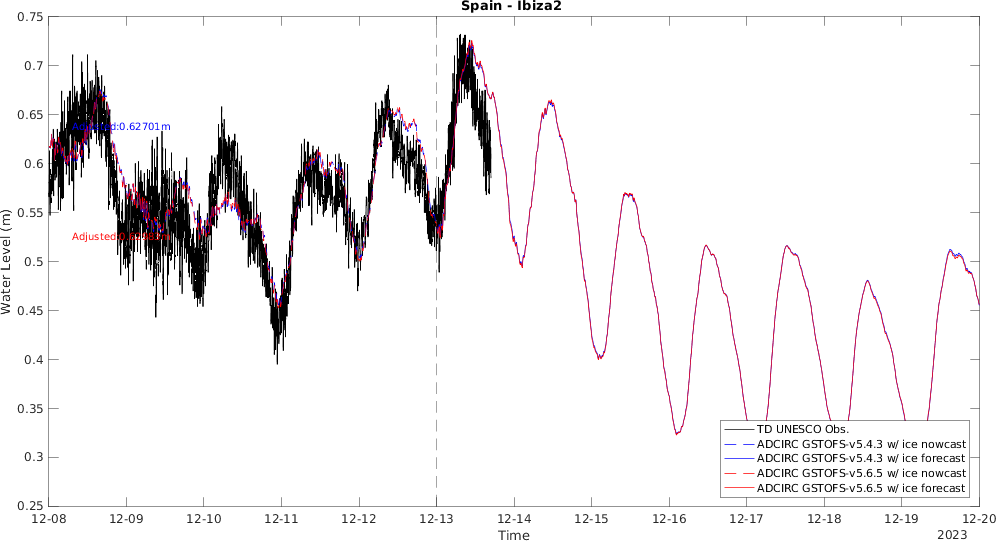 Spain - Ibiza2
Water Level (m)
0.75
0.7
0.65
0.6
0.55
0.5
0.45
0.4
0.35
0.3
0.25
Adjusted:0.62701m
TD UNESCO Obs.
ADCIRC GSTOFS-v5.4.3 w/ ice nowcast
ADCIRC GSTOFS-v5.4.3 w/ ice forecast
ADCIRC GSTOFS-v5.6.5 w/ ice nowcast
ADCIRC GSTOFS-v5.6.5 w/ ice forecast
12-08 12-09 12-10 12-11 12-12 12-13 12-14 12-15 12-16 12-17 12-18 12-19 12-20
Time
2023